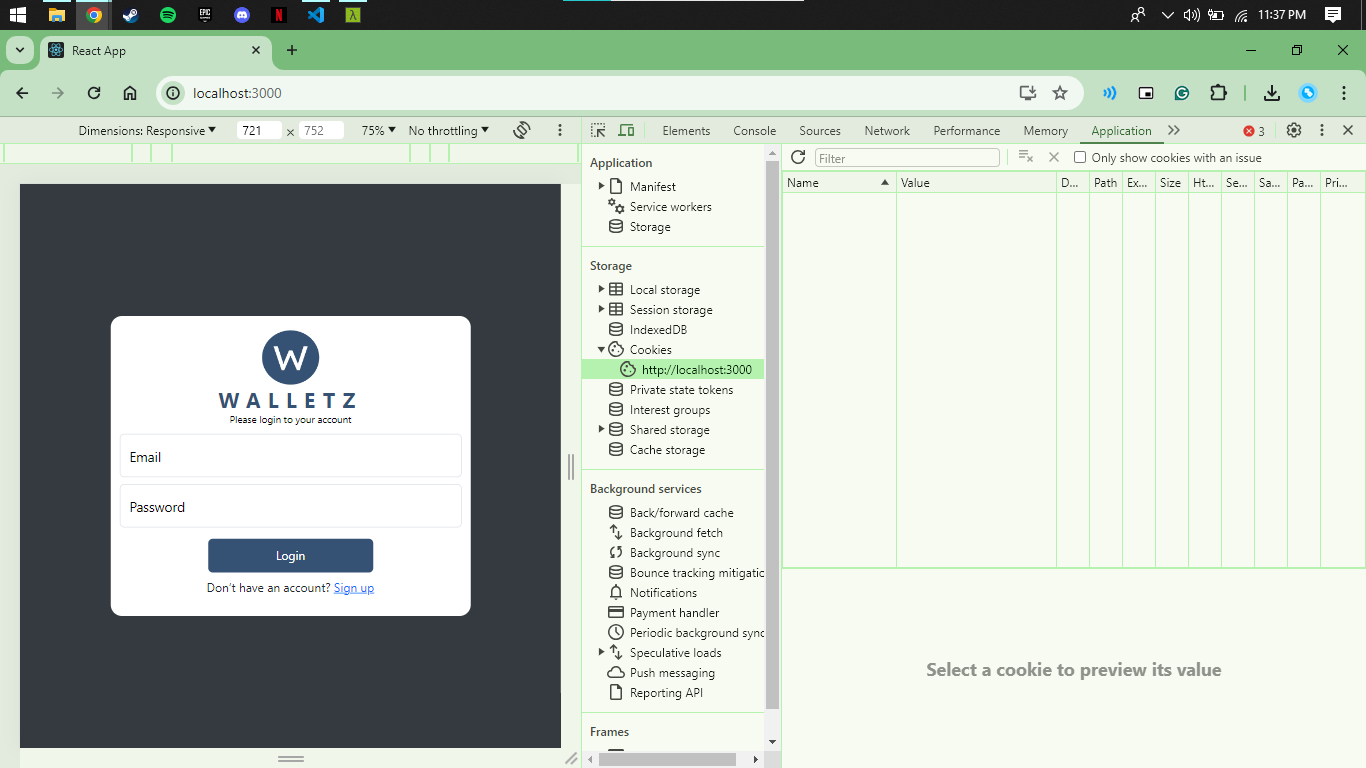 EPIC
GAMES
N
λ
11:37 PM
React App
localhost:3000
Dimensions: Responsive
721 × 752
75%
No throttling
Elements
Console
Sources
Network
Performance
Memory
Application
3
W
WALLETZ
Please login to your account
Email
Password
Login
Don't have an account? Sign up
Application
Manifest
Service workers
Storage
Storage
Local storage
Session storage
IndexedDB
Cookies
http://localhost:3000
Private state tokens
Interest groups
Shared storage
Cache storage
Background services
Back/forward cache
Background fetch
Background sync
Bounce tracking mitigatic
Notifications
Payment handler
Periodic background sync
Speculative loads
Push messaging
Reporting API
Frames
Filter
Only show cookies with an issue
Name
Value
D...
Path
Ex...
Size
Ht...
Se...
Sa...
Pa...
Pri...
Select a cookie to preview its value